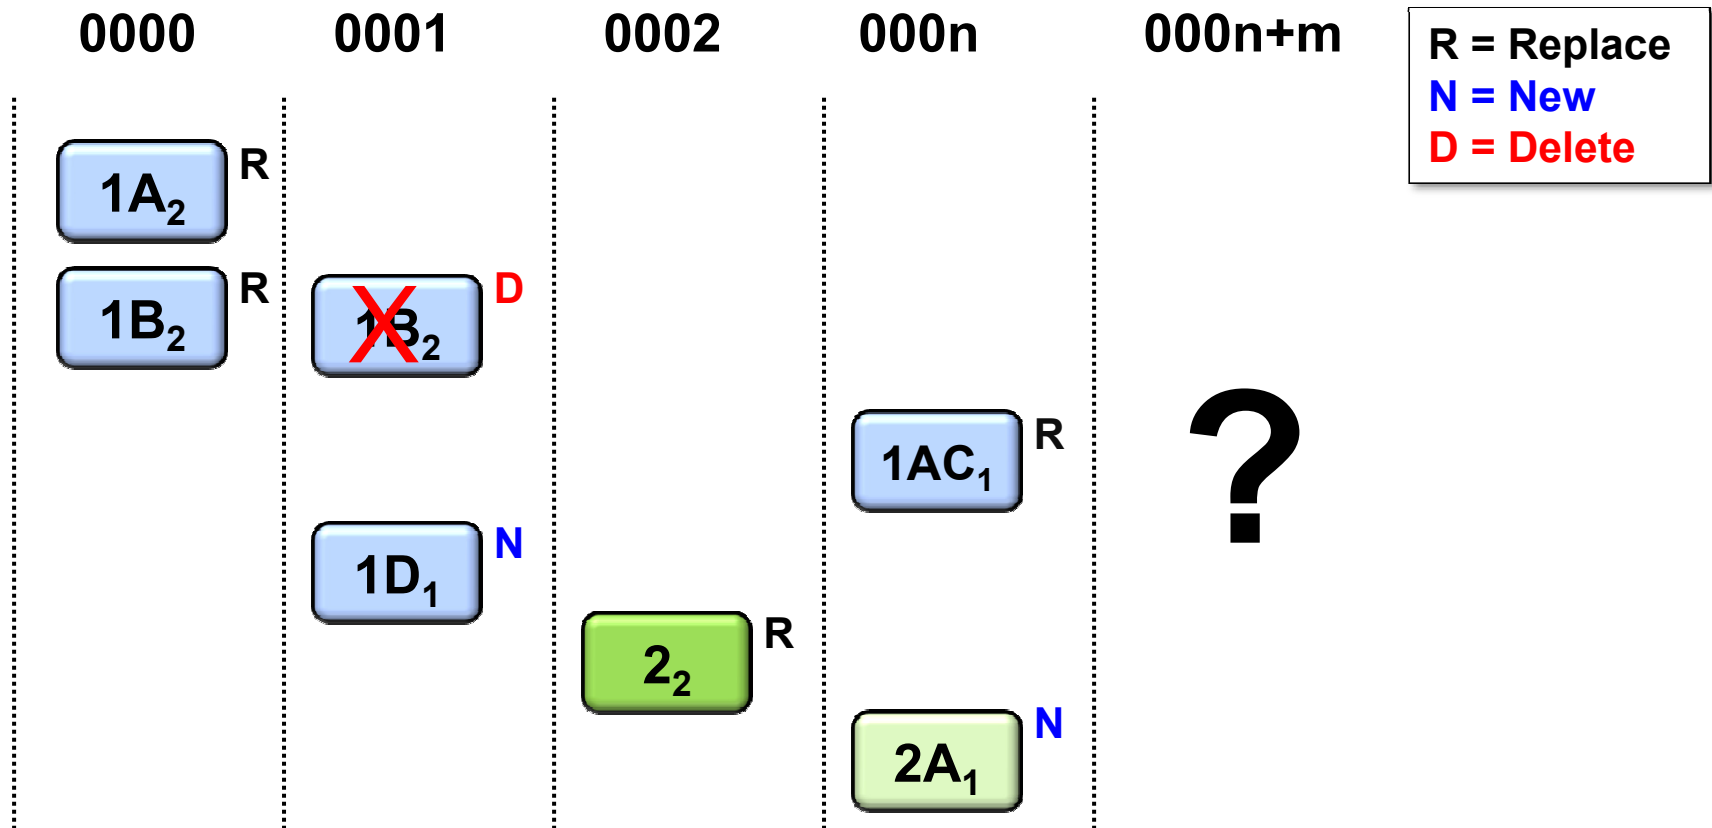 0000 0001 0002 000n 000n+m
R = Replace
N = New
D = Delete
1A₂ R
1B₂ R
1B₂ D
X
1AC₁ R
?
1D₁ N
2₂ R
2A₁ N